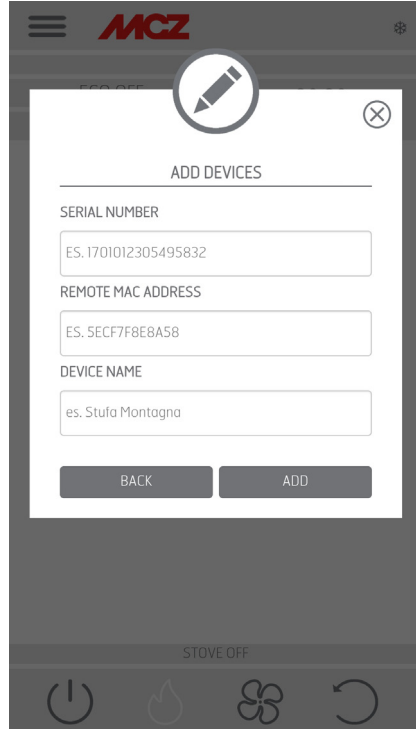 MCZ
ADD DEVICES
SERIAL NUMBER
ES. 1701012305495832
REMOTE MAC ADDRESS
ES. 5ECF7F8E8A58
DEVICE NAME
es. Stufa Montagna
BACK
ADD
STOVE OFF